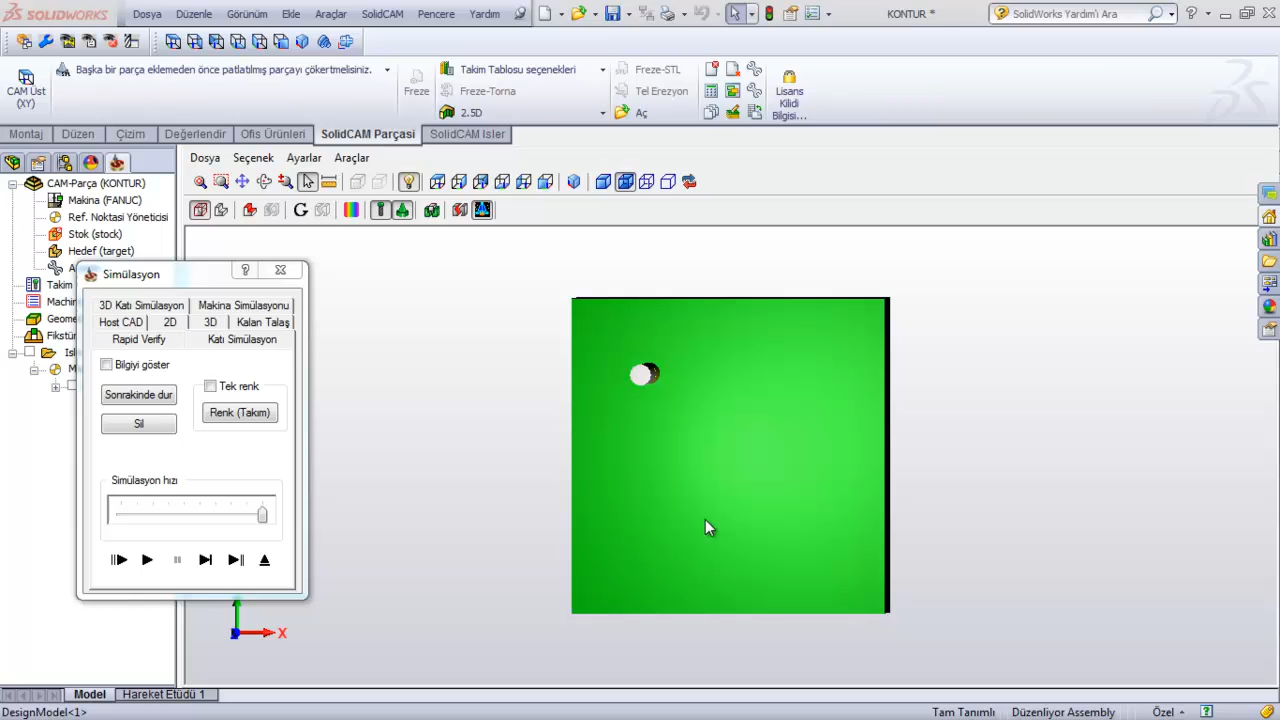 SOLIDWORKS Dosya Düzenle Görünüm Ekle Araçlar SolidCAM Pencere Yardım KONTUR * SolidWorks Yardım'ı Ara
CAM Üst (XY)
Başka bir parça eklemeden önce patlatılmış parçayı çökertmelisiniz.
Freze
Takim Tablosu seçenekleri
Freze-Torna
2.5D
Freze-STL
Tel Erezyon
Aç
Lisans
Kilidi
Bilgisi...
Montaj Düzen Çizim Değerlendir Ofis Ürünleri SolidCAM Parçasi SolidCAM Isler
Dosya Seçenek Ayarlar Araçlar
CAM-Parça (KONTUR)
Makina (FANUC)
Ref. Noktası Yöneticisi
Stok (stock)
Hedef (target)
Takim
Machin
Geome
Fikstür
Isl
M
Simülasyon
3D Katı Simülasyon Makina Simülasyonu
Host CAD 2D 3D Kalan Talaş
Rapid Verify Katı Simülasyon
Bilgiyi göster
Sonrakinde dur
Sil
Tek renk
Renk (Takım)
Simülasyon hızı
X
Model Hareket Etüdü 1
DesignModel<1> Tam Tanımlı Düzenliyor Assembly Özel